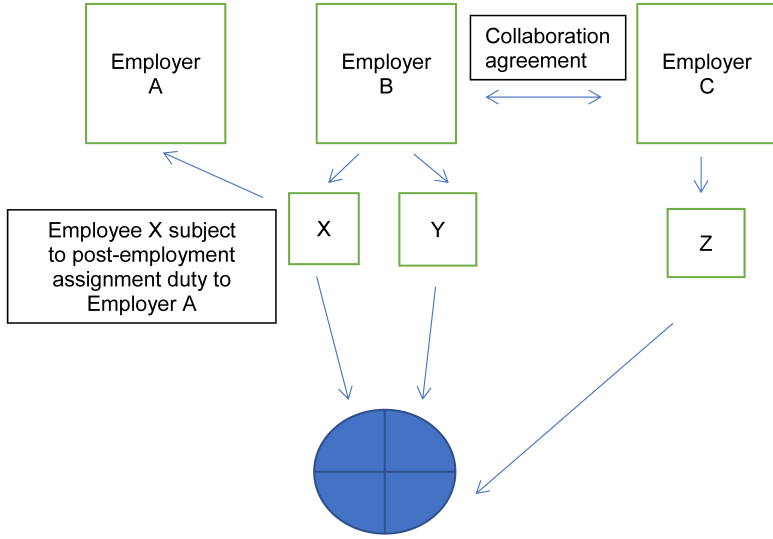 Employer
A
Employer
B
Collaboration
agreement
Employer
C
Employee X subject
to post-employment
assignment duty to
Employer A
X
Y
Z